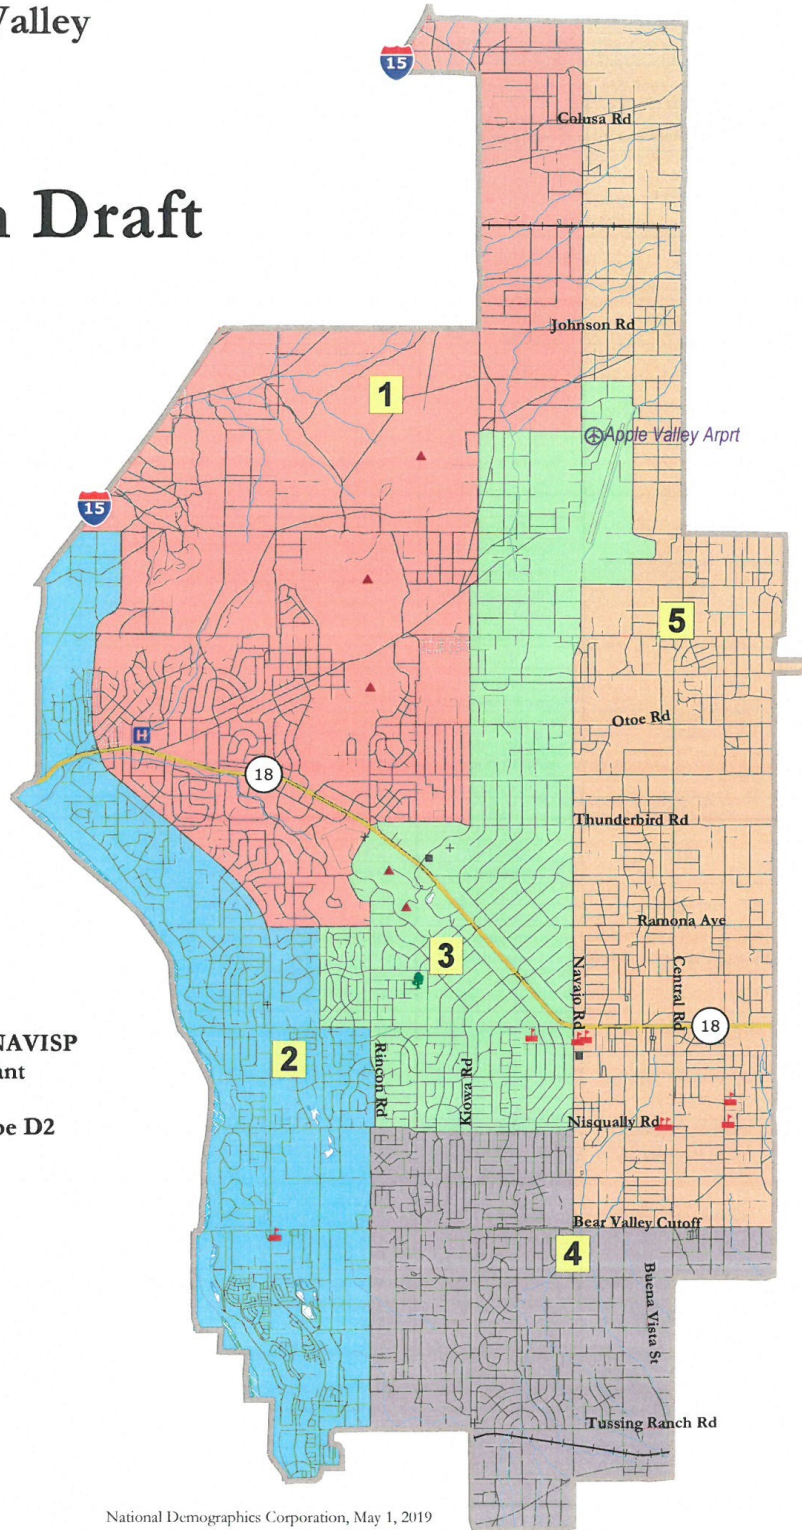 Valley
15
Colusa Rd
n Draft
Johnson Rd
1
Apple Valley Arprt
15
5
Otoe Rd
H
18
Thunderbird Rd
Ramona Ave
3
Navajo Rd
Central Rd
18
NAVISP
ant
2
Rincon Rd
Kiowa Rd
be D2
Nisqually Rd
Bear Valley Cutoff
4
Buena Vista St
Tussing Ranch Rd
National Demographics Corporation, May 1, 2019